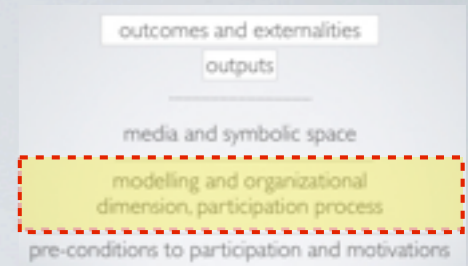 outcomes and externalities
outputs
media and symbolic space
modelling and organizational
dimension, participation process
pre-conditions to participation and motivations